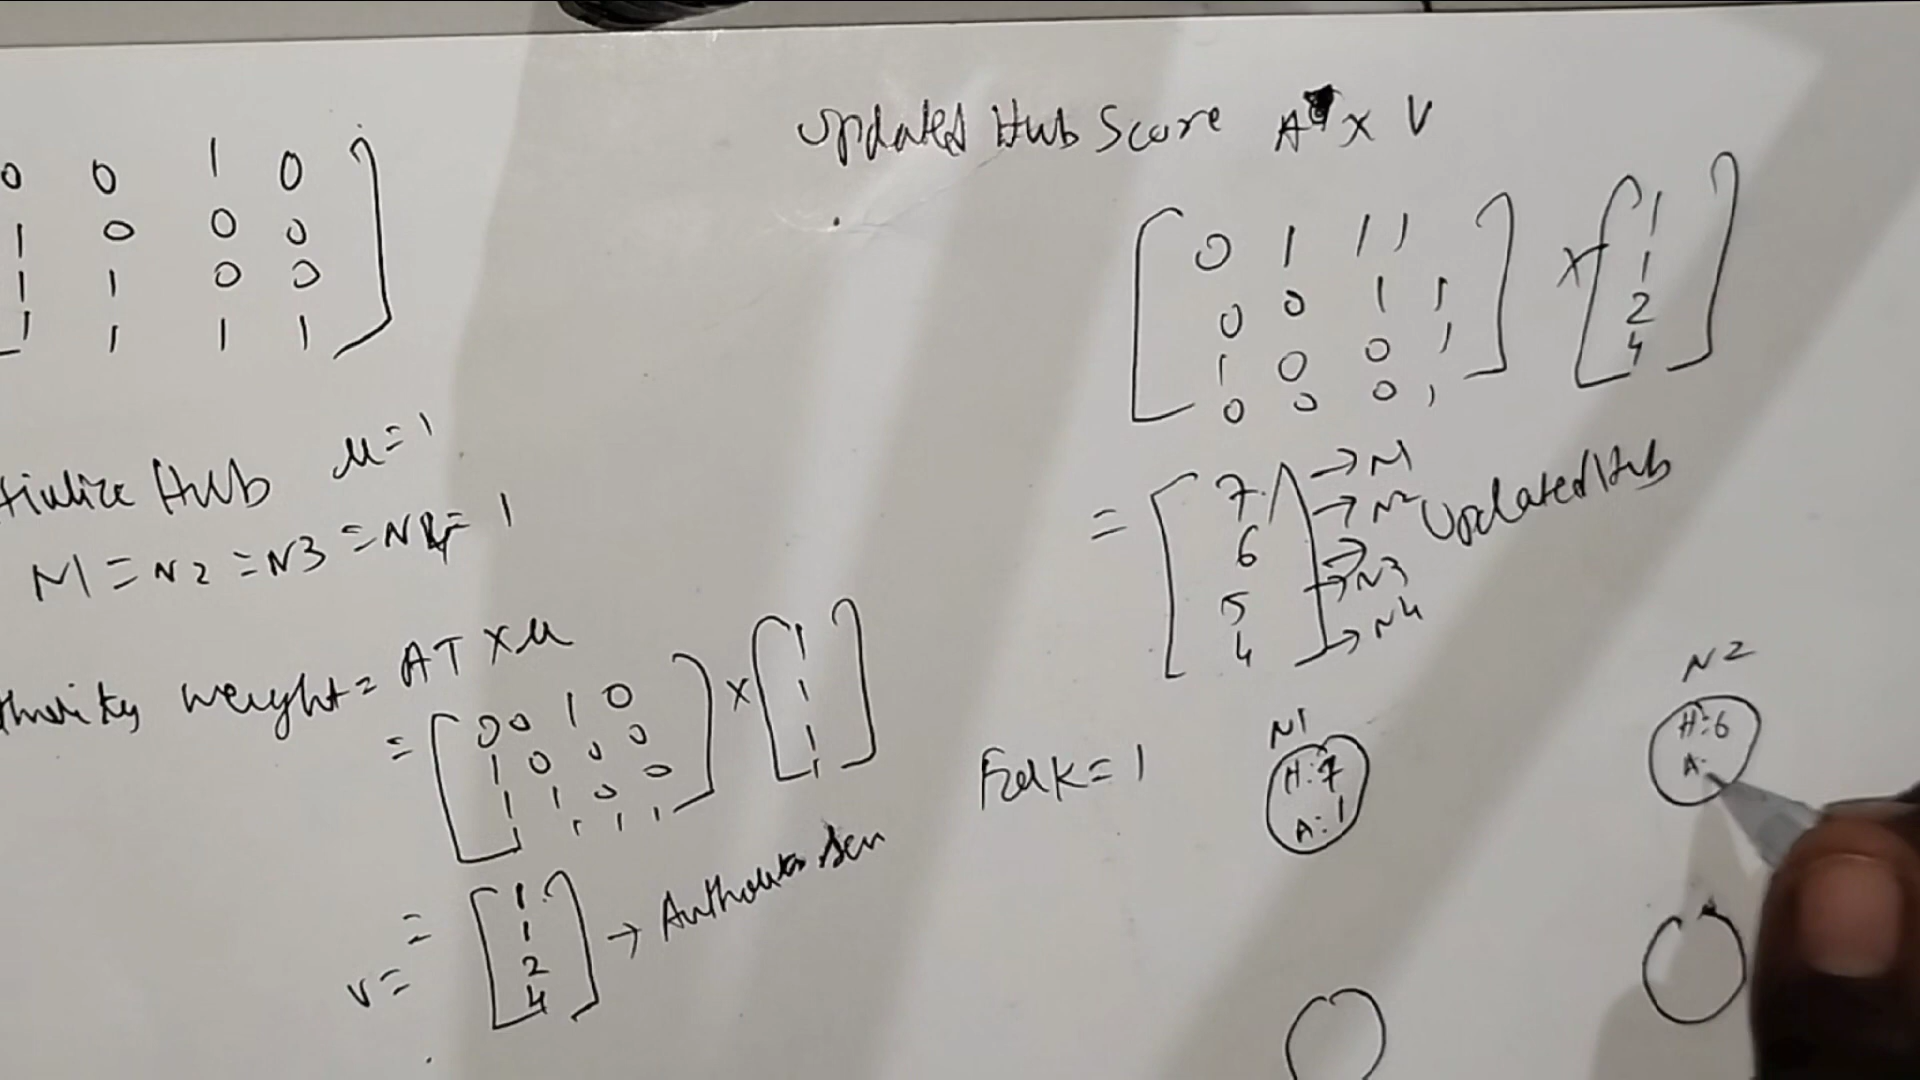 0 0 1 0
1 0 0 0
1 1 0 0
1 1 1 1
Hub μ=1
N1=N2=N3=N4=1
weight= AT X μ
= [ 0 0 1 0
1 0 0 0
1 1 0 0
1 1 1 1 ] X [ 1
1
1
1 ]
=
V= [ 1
1
2
4 ] →
Updated Hub Score A X V
[ 0 1 1 1
0 0 1 1
1 0 0 1
0 0 0 1 ] X [ 1
1
2
4 ]
= [ 7
6
5
4 ] → N1
→ N2 Updated Hub
→
→ N3
→ N4
For K = 1
N1
H:7
A:1
N2
H:6
A: